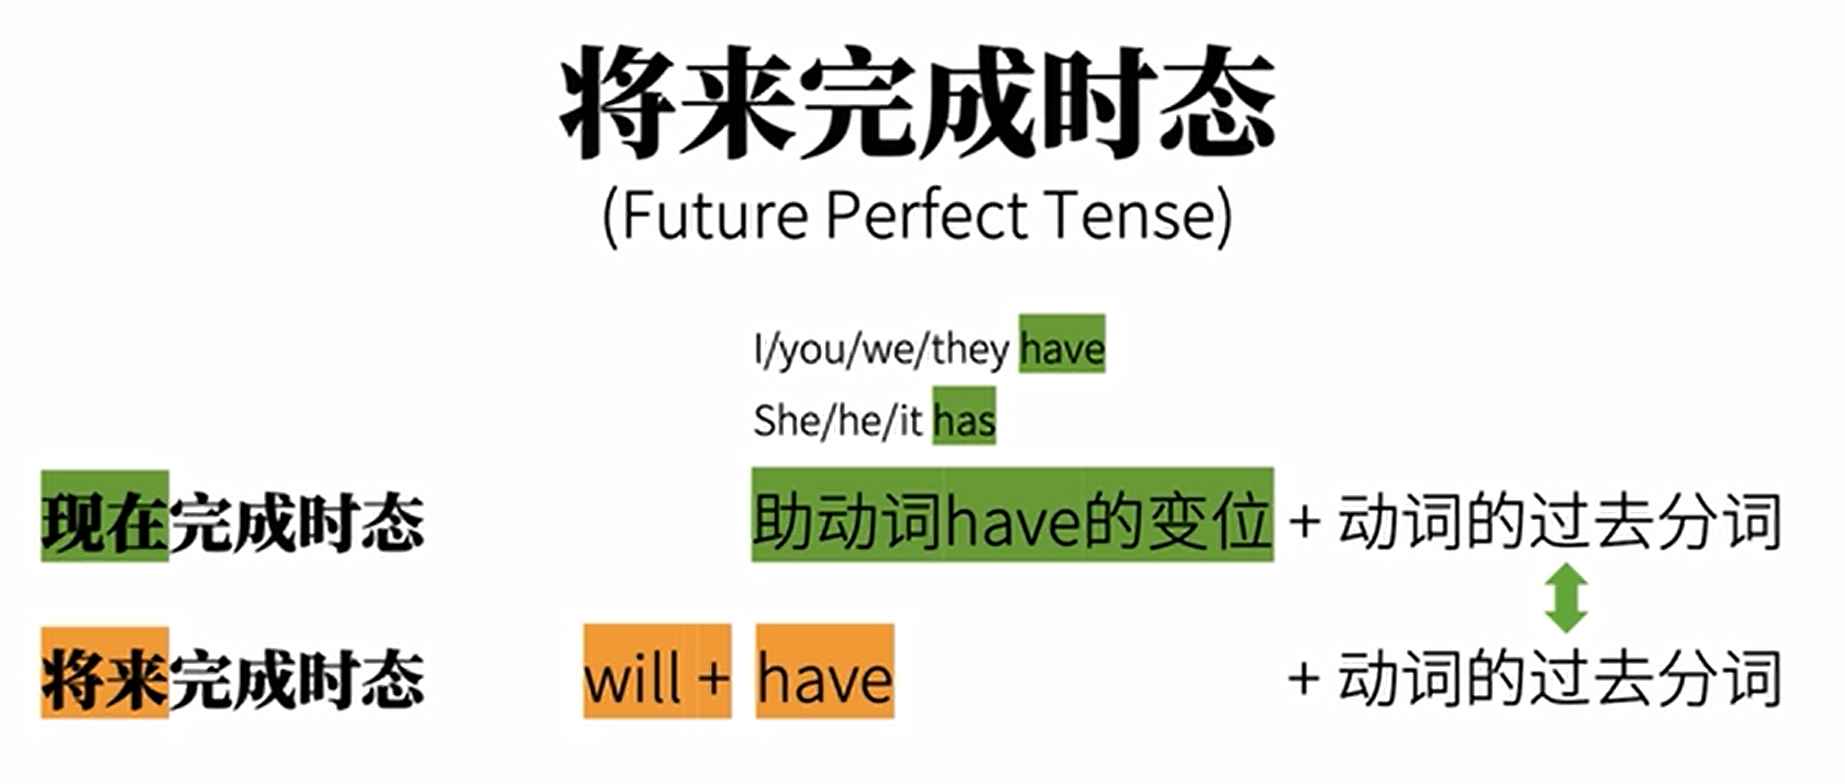 将来完成时态
(Future Perfect Tense)
I/you/we/they have
She/he/it has
现在完成时态 助动词have的变位 + 动词的过去分词
将来完成时态 will + have + 动词的过去分词